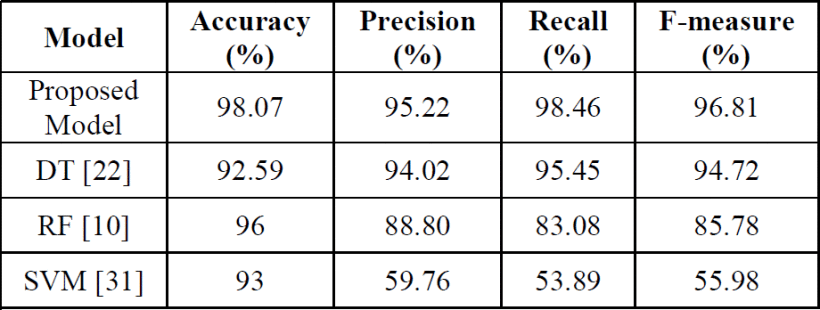 Model Accuracy (%) Precision (%) Recall (%) F-measure (%)
Proposed Model 98.07 95.22 98.46 96.81
DT [22] 92.59 94.02 95.45 94.72
RF [10] 96 88.80 83.08 85.78
SVM [31] 93 59.76 53.89 55.98